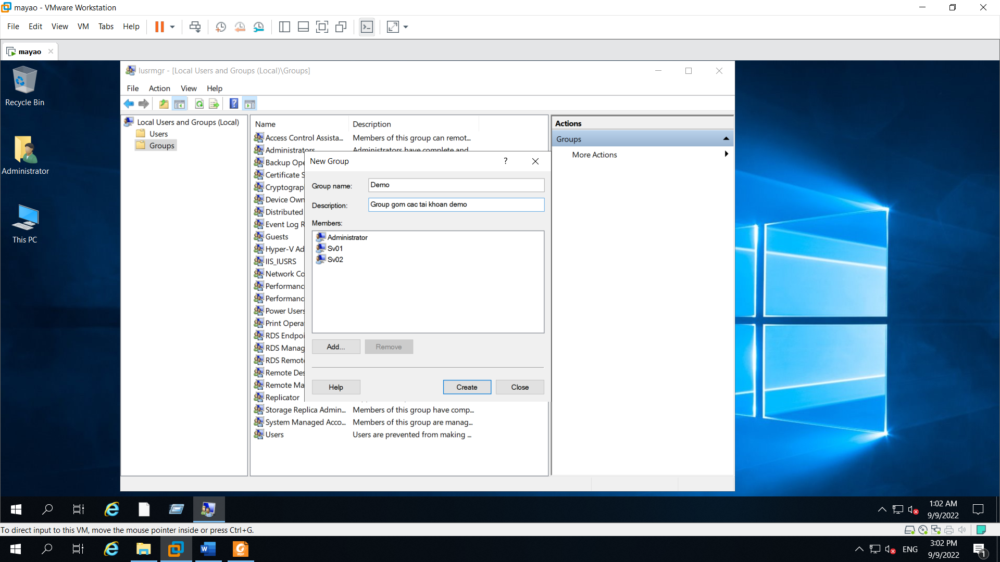 mayao - VMware Workstation
File Edit View VM Tabs Help
mayao
Recycle Bin
Administrator
This PC
lusrmgr - [Local Users and Groups (Local)\Groups]
File Action View Help
Local Users and Groups (Local)
Users
Groups
Name Description
Access Control Assista... Members of this group can remot...
Administrators Administrators have complete and
Backup Ope
Certificate S
Cryptograp
Device Own
Distributed
Event Log R
Guests
Hyper-V Ad
IIS_IUSRS
Network Co
Performanc
Performanc
Power Users
Print Opera
RDS Endpoi
RDS Manag
RDS Remot
Remote Des
Remote Ma
Replicator
Storage Replica Admin... Members of this group have comp...
System Managed Acco... Members of this group are manag...
Users Users are prevented from making ...
New Group
?
Group name: Demo
Description: Group gom cac tai khoan demo
Members:
Administrator
Sv01
Sv02
Add... Remove
Help Create Close
Actions
Groups
More Actions
1:02 AM
9/9/2022
To direct input to this VM, move the mouse pointer inside or press Ctrl+G.
ENG
3:02 PM
9/9/2022
1